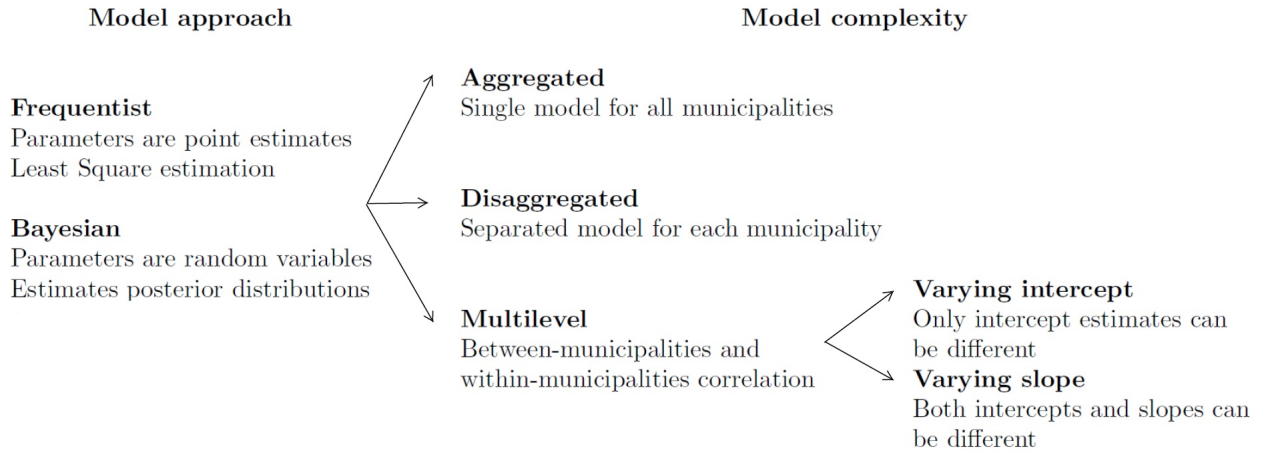 Model approach
Model complexity
Frequentist
Parameters are point estimates
Least Square estimation
Bayesian
Parameters are random variables
Estimates posterior distributions
Aggregated
Single model for all municipalities
Disaggregated
Separated model for each municipality
Multilevel
Between-municipalities and
within-municipalities correlation
Varying intercept
Only intercept estimates can
be different
Varying slope
Both intercepts and slopes can
be different